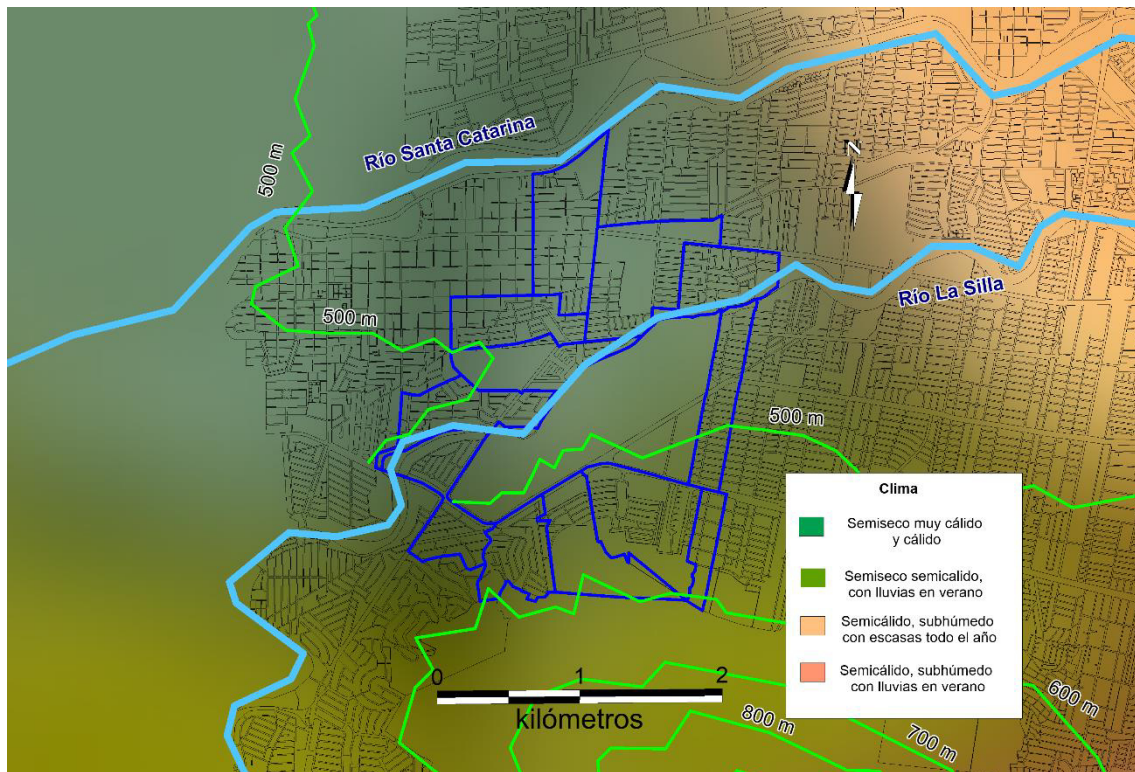 500 m
Río Santa Catarina
N
500 m
Río La Silla
500 m
Clima
Semiseco muy cálido
y cálido
Semiseco semicalido,
con lluvias en verano
Semicálido, subhúmedo
con escasas todo el año
Semicálido, subhúmedo
con lluvias en verano
0 1 2
kilómetros
800 m
700 m
600 m